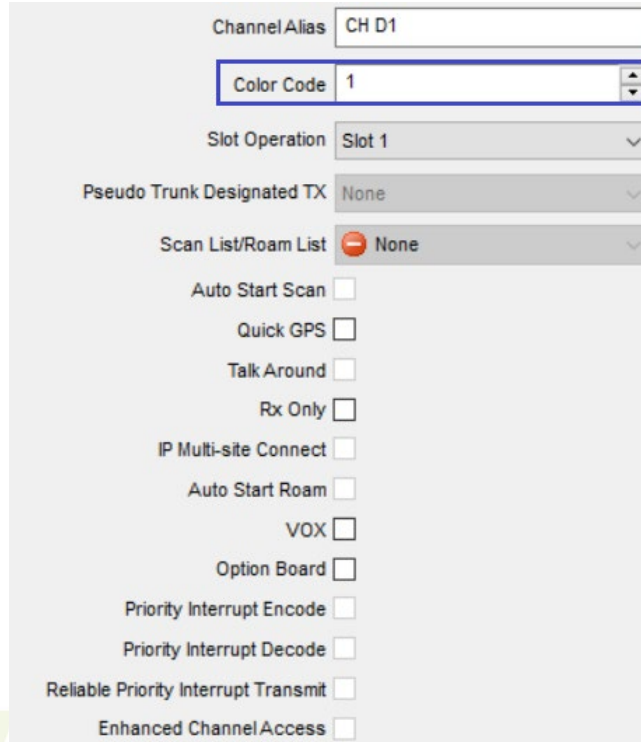 Channel Alias CH D1
Color Code 1
Slot Operation Slot 1
Pseudo Trunk Designated TX None
Scan List/Roam List None
Auto Start Scan
Quick GPS
Talk Around
Rx Only
IP Multi-site Connect
Auto Start Roam
VOX
Option Board
Priority Interrupt Encode
Priority Interrupt Decode
Reliable Priority Interrupt Transmit
Enhanced Channel Access